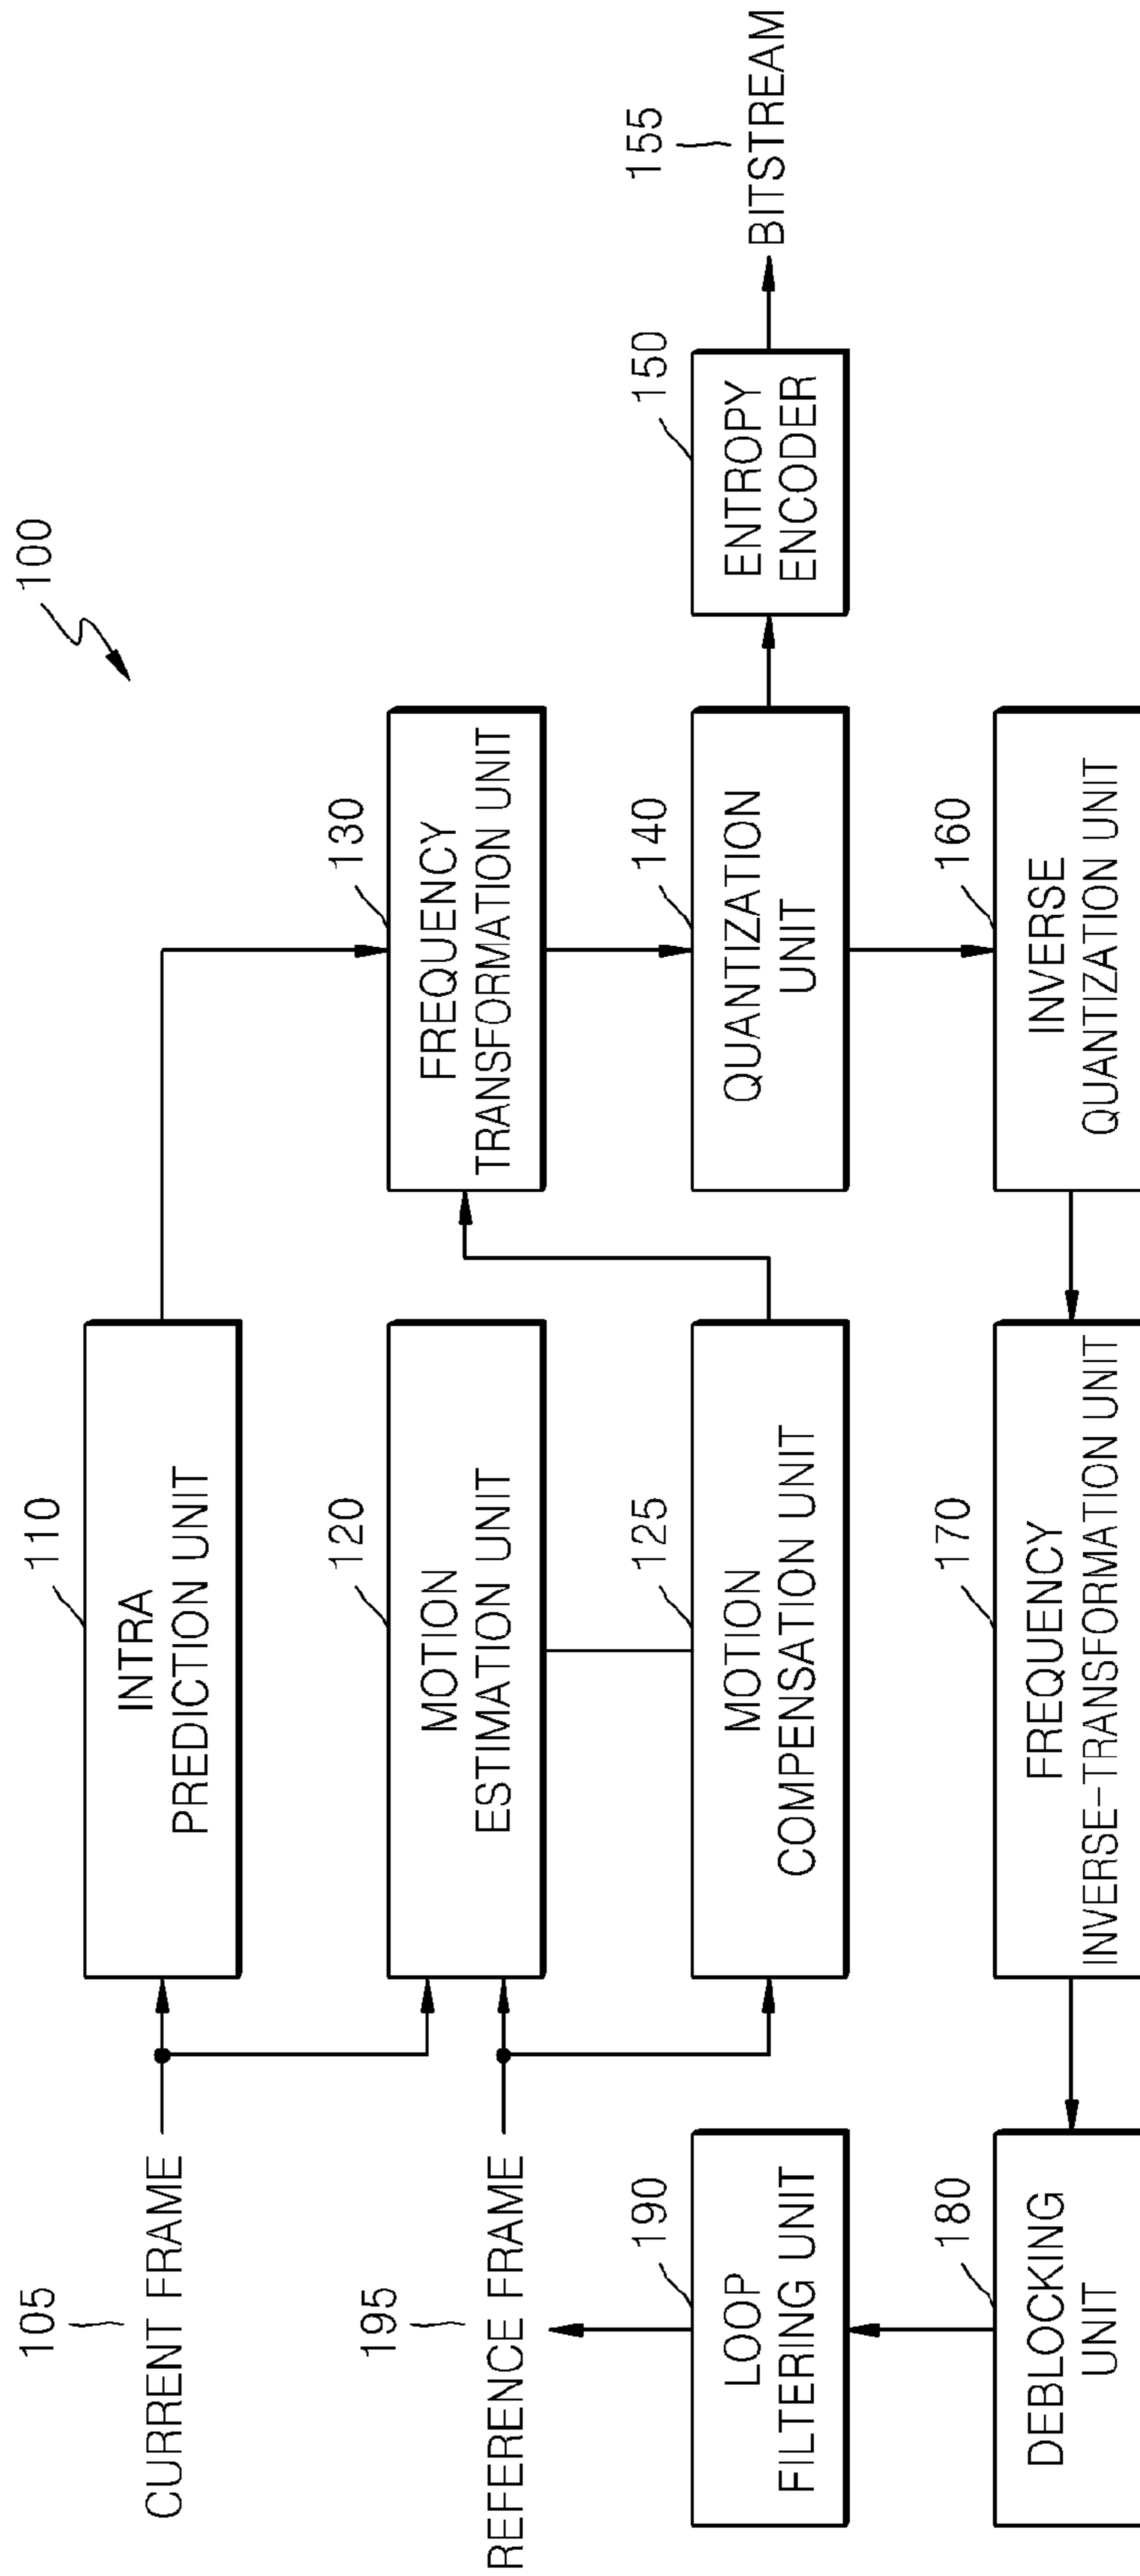 100
105
CURRENT FRAME
110
INTRA
PREDICTION UNIT
195
REFERENCE FRAME
120
MOTION
ESTIMATION UNIT
130
FREQUENCY
TRANSFORMATION UNIT
190
LOOP
FILTERING UNIT
125
MOTION
COMPENSATION UNIT
140
QUANTIZATION
UNIT
150
ENTROPY
ENCODER
155
BITSTREAM
180
DEBLOCKING
UNIT
170
FREQUENCY
INVERSE-TRANSFORMATION UNIT
160
INVERSE
QUANTIZATION UNIT